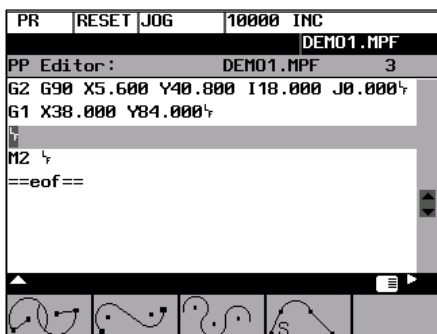 PR RESET JOG 10000 INC
DEMO1.MPF
PP Editor: DEMO1.MPF 3
G2 G90 X5.600 Y40.800 I18.000 J0.000␊
G1 X38.000 Y84.000␊
␊
M2 ␊
==eof==
S